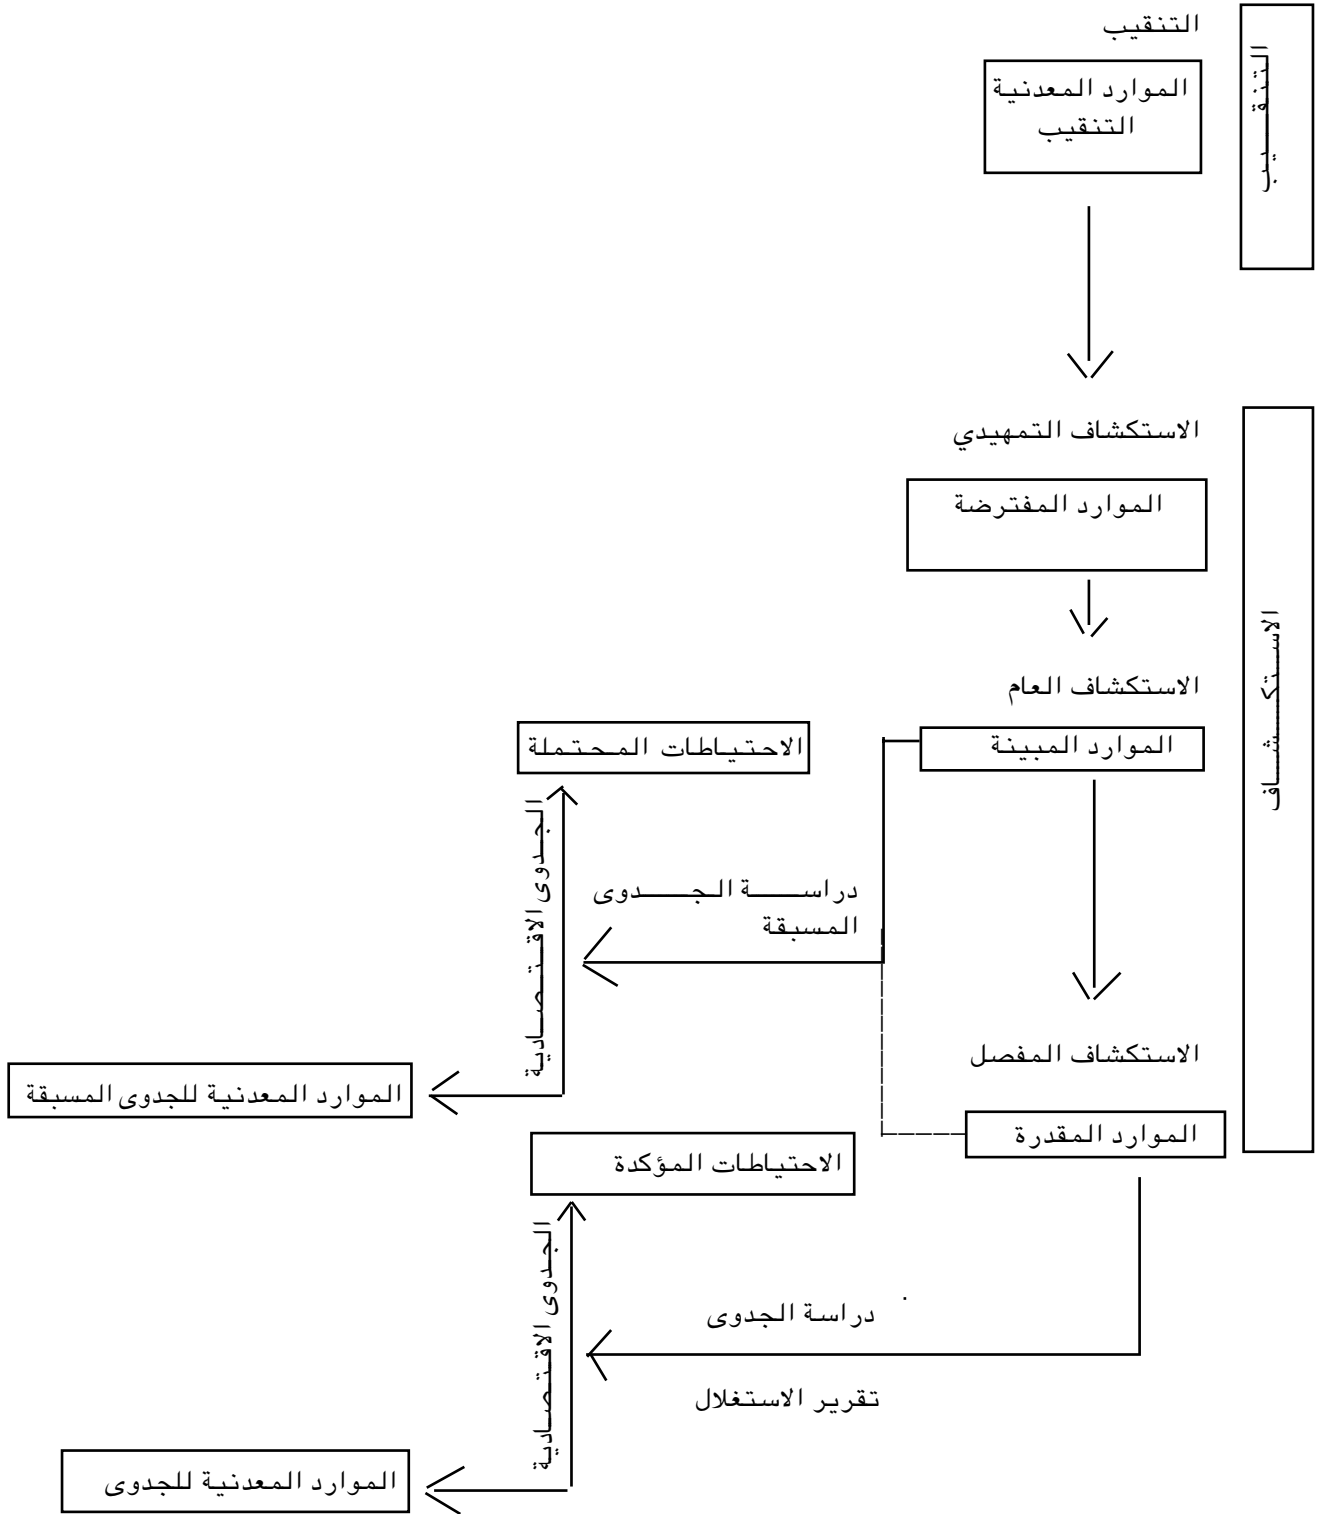 التنقيب
التنقيب
الموارد المعدنية
التنقيب
الاستكشاف
الاستكشاف التمهيدي
الموارد المفترضة
الاستكشاف العام
الموارد المبينة
الاحتياطات المحتملة
الجدوى الاقتصادية
دراسة الجدوى
المسبقة
الاستكشاف المفصل
الموارد المعدنية للجدوى المسبقة
الموارد المقدرة
الاحتياطات المؤكدة
الجدوى الاقتصادية
دراسة الجدوى
تقرير الاستغلال
الموارد المعدنية للجدوى